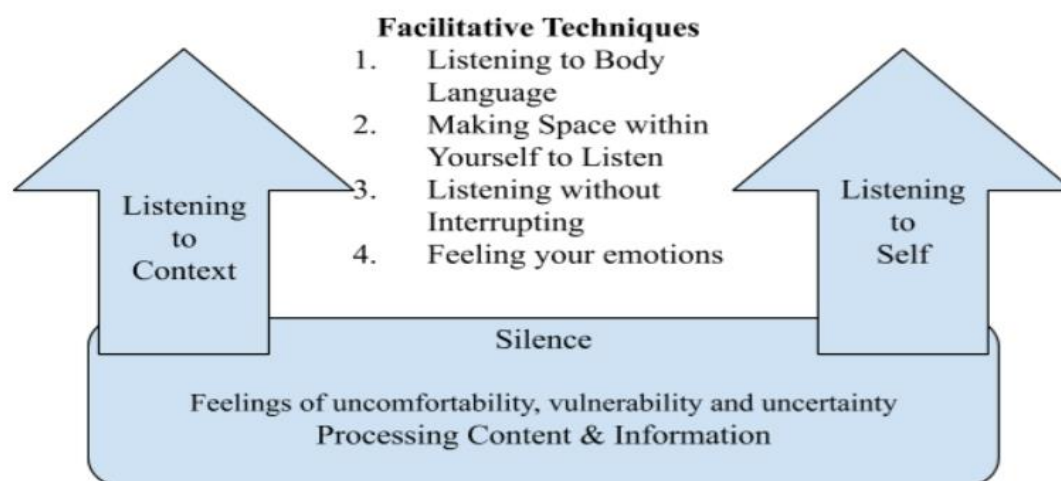 Facilitative Techniques
1. Listening to Body
Language
2. Making Space within
Yourself to Listen
3. Listening without
Interrupting
4. Feeling your emotions
Listening
to
Context
Listening
to
Self
Silence
Feelings of uncomfortability, vulnerability and uncertainty
Processing Content & Information